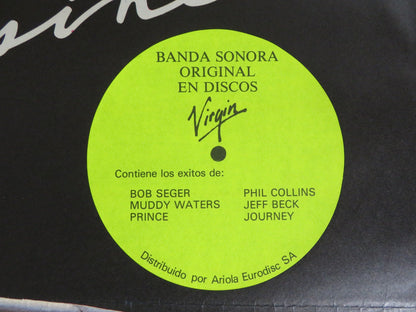 BANDA SONORA
ORIGINAL
EN DISCOS
Virgin
Contiene los exitos de:
BOB SEGER PHIL COLLINS
MUDDY WATERS JEFF BECK
PRINCE JOURNEY
Distribuido por Ariola Eurodisc SA